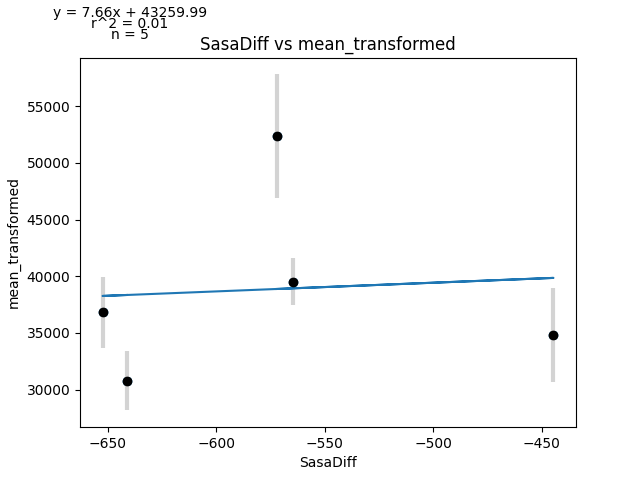 y = 7.66x + 43259.99
r^2 = 0.01
n = 5
SasaDiff vs mean_transformed
55000
50000
45000
40000
35000
30000
mean_transformed
−650
−600
−550
−500
−450
SasaDiff